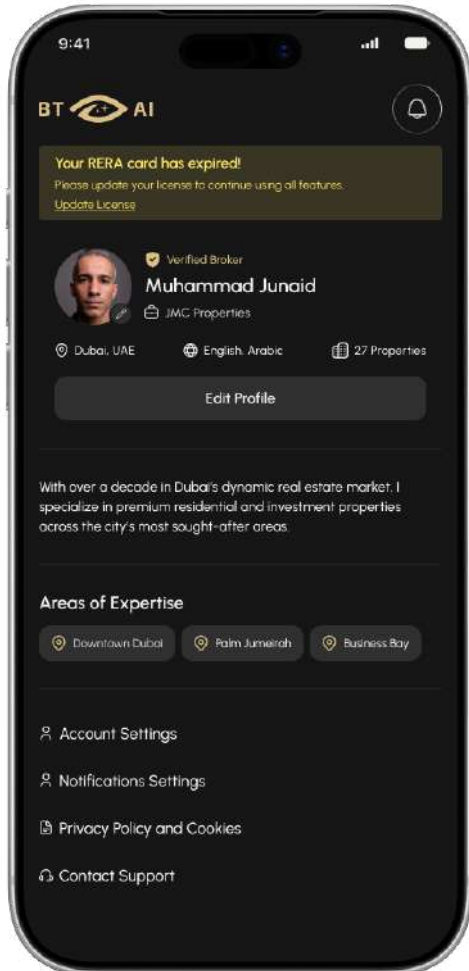 9:41
BT AI
Your RERA card has expired!
Please update your license to continue using all features.
Update License
Verified Broker
Muhammad Junaid
JMC Properties
Dubai, UAE
English, Arabic
27 Properties
Edit Profile
With over a decade in Dubai's dynamic real estate market, I
specialize in premium residential and investment properties
across the city's most sought-after areas.
Areas of Expertise
Downtown Dubai
Palm Jumeirah
Business Bay
Account Settings
Notifications Settings
Privacy Policy and Cookies
Contact Support